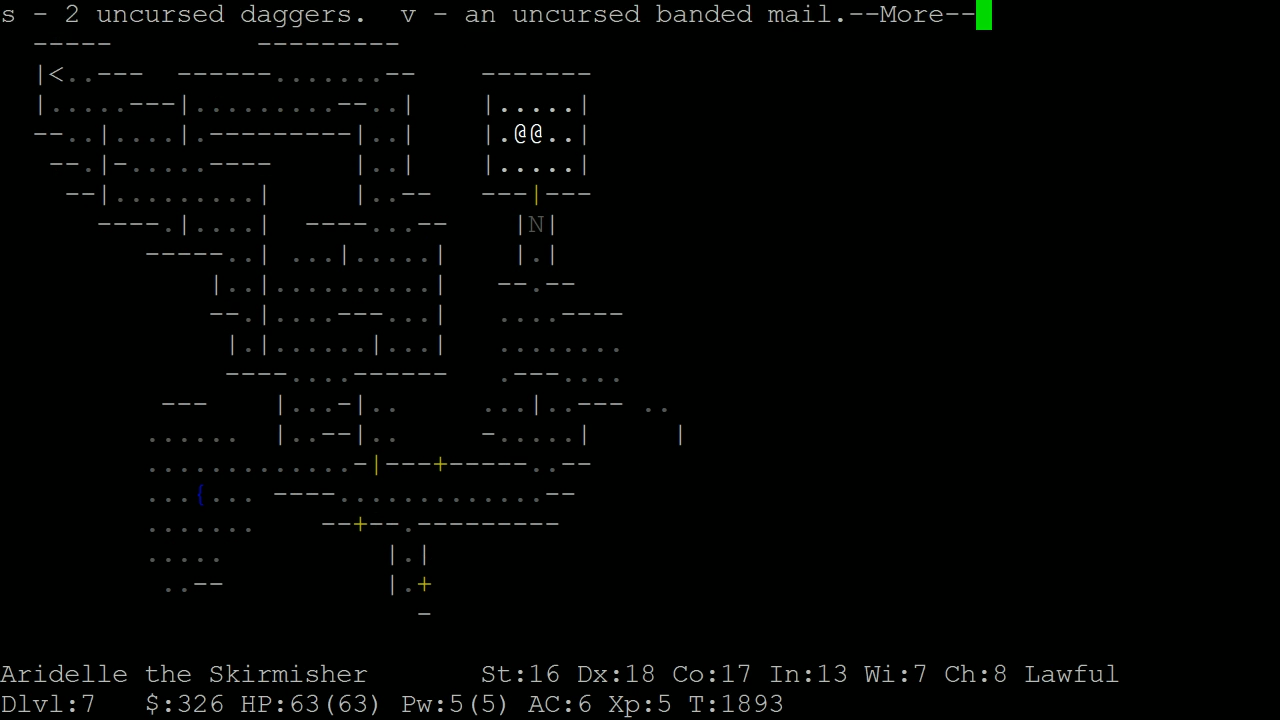 s - 2 uncursed daggers.  v - an uncursed banded mail.--More--
-----         ---------
|<..---  ------.......--    -------
|.....---|.........--..|    |.....|
--..|....|.---------|..|    |.@@..|
--.|-.....----     |..|    |.....|
--|.........|      |..--   ---|---
----.|....|  ----...--    |N|
-----..|  ...|.....|    |.|
|..|..........|   --.--
--.|....---...|   ....----
|.|......|...|   ........
----....------   .---....
---    |...-|..     ...|..---  ..
......  |..--|..     -.....|     |
.............-|---+-----..--
...{... ----.............--
.......    --+--.---------
.....          |.|
..--          |.+
-
Aridelle the Skirmisher       St:16 Dx:18 Co:17 In:13 Wi:7 Ch:8 Lawful
Dlvl:7   $:326 HP:63(63) Pw:5(5) AC:6 Xp:5 T:1893